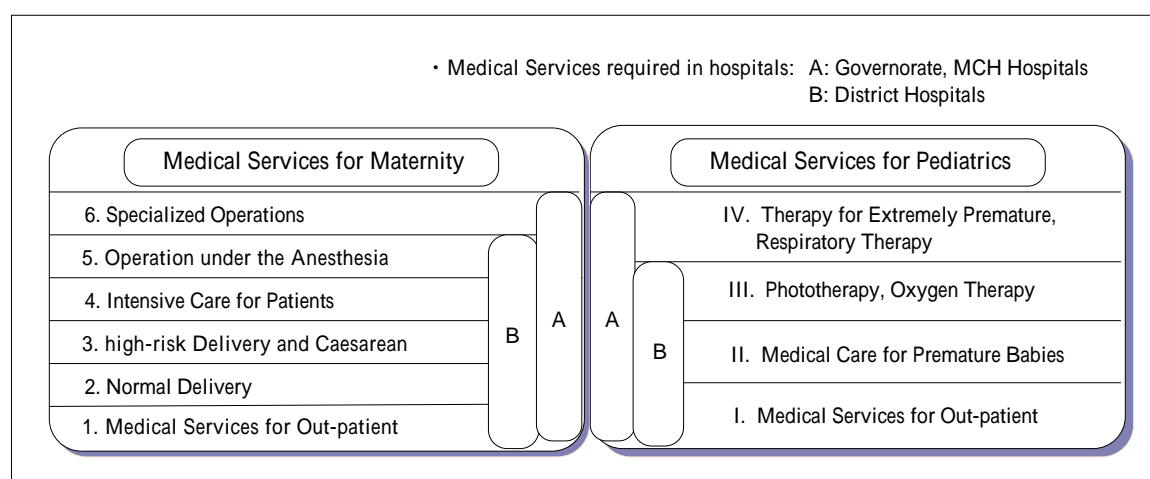 ・Medical Services required in hospitals: A: Governorate, MCH Hospitals
B: District Hospitals
Medical Services for Maternity
6. Specialized Operations
5. Operation under the Anesthesia
4. Intensive Care for Patients
3. high-risk Delivery and Caesarean
2. Normal Delivery
1. Medical Services for Out-patient
B
A
Medical Services for Pediatrics
IV. Therapy for Extremely Premature,
Respiratory Therapy
III. Phototherapy, Oxygen Therapy
II. Medical Care for Premature Babies
I. Medical Services for Out-patient
A
B